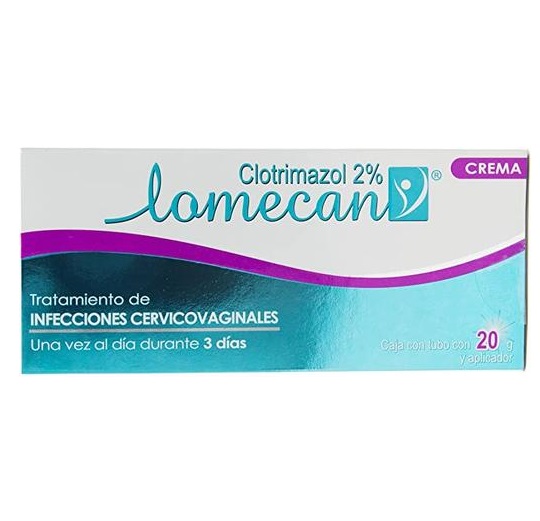 Clotrimazol 2%
lomecan V ®
CREMA
Tratamiento de
INFECCIONES CERVICOVAGINALES
Una vez al día durante 3 días
Caja con tubo con 20 g
y aplicador